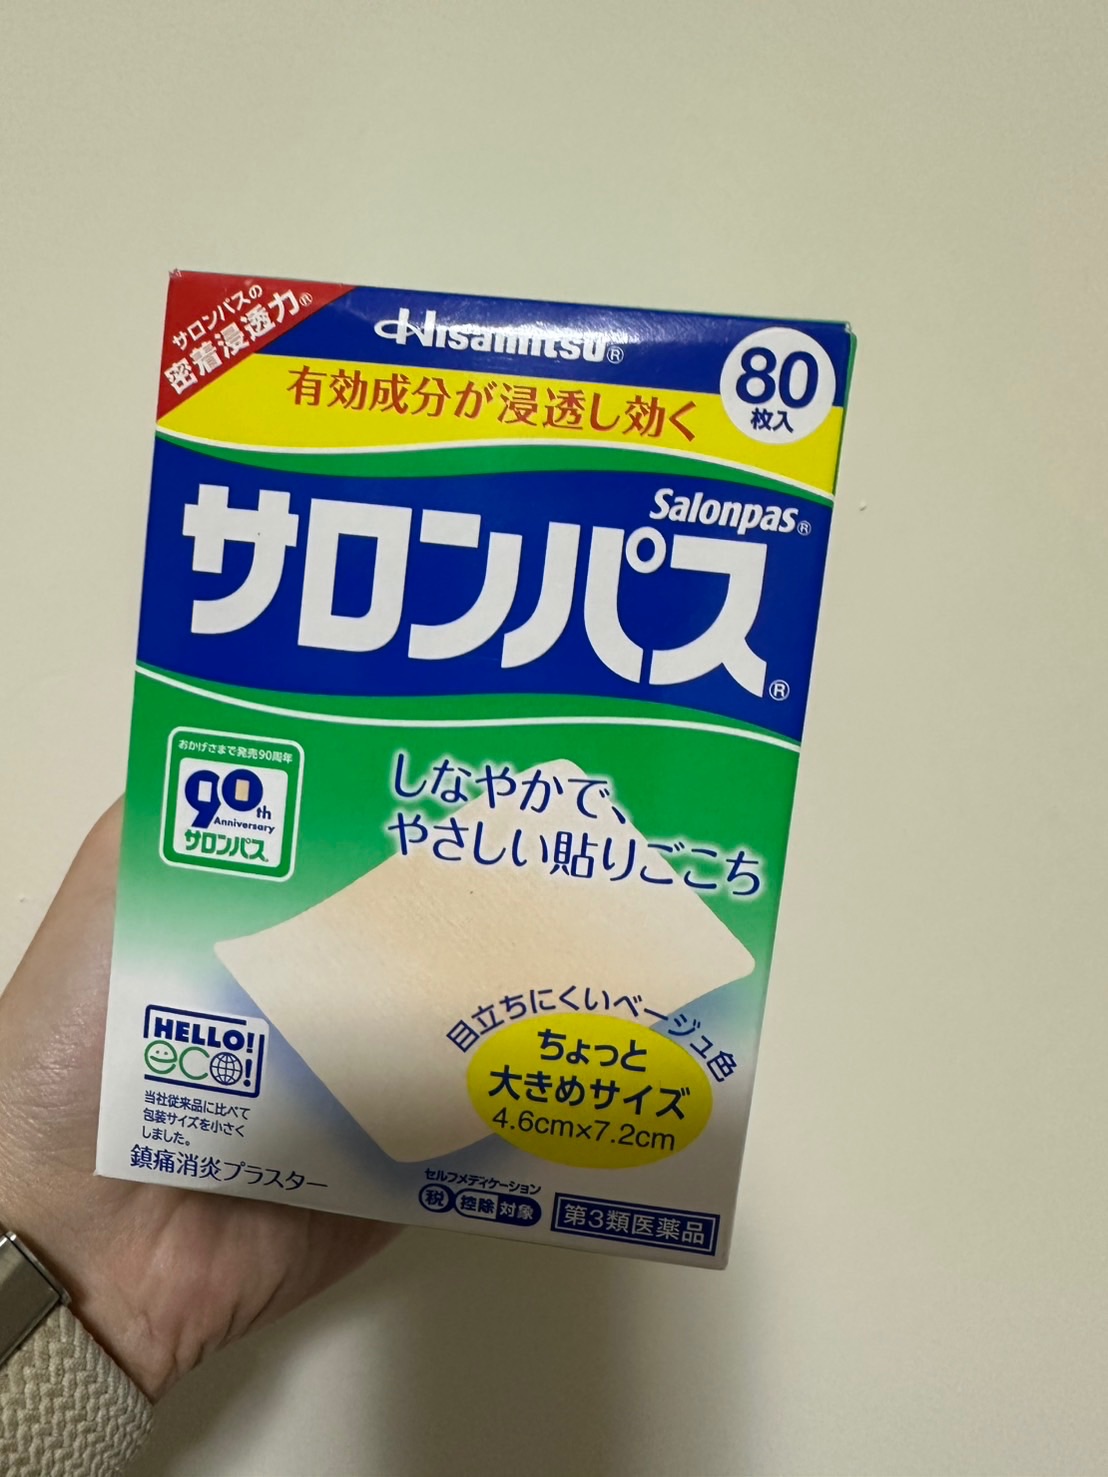 サロンパスの
密着浸透力®
Hisamitsu®
80
枚入
有効成分が浸透し効く
Salonpas®
サロンパス®
おかげさまで発売90周年
90th
Anniversary
サロンパス
しなやかで、
やさしい貼りごこち
目立ちにくいベージュ色
ちょっと
大きめサイズ
4.6cm×7.2cm
HELLO!
eco!
当社従来品に比べて
包装サイズを小さく
しました。
鎮痛消炎プラスター
セルフメディケーション
税 控除 対象
第3類医薬品